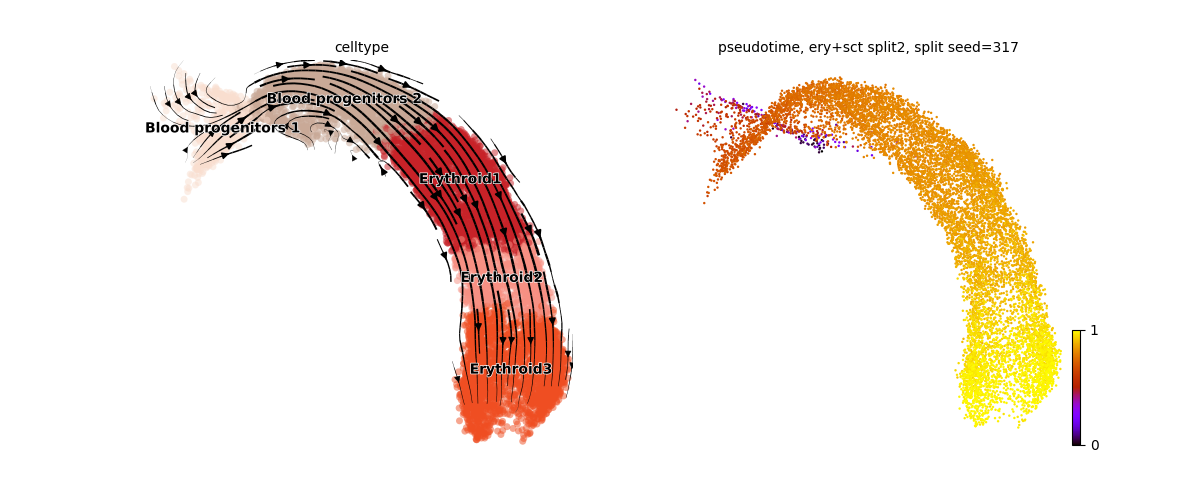 celltype
Blood progenitors 2
Blood progenitors 1
Erythroid1
Erythroid2
Erythroid3
pseudotime, ery+sct split2, split seed=317
1
0